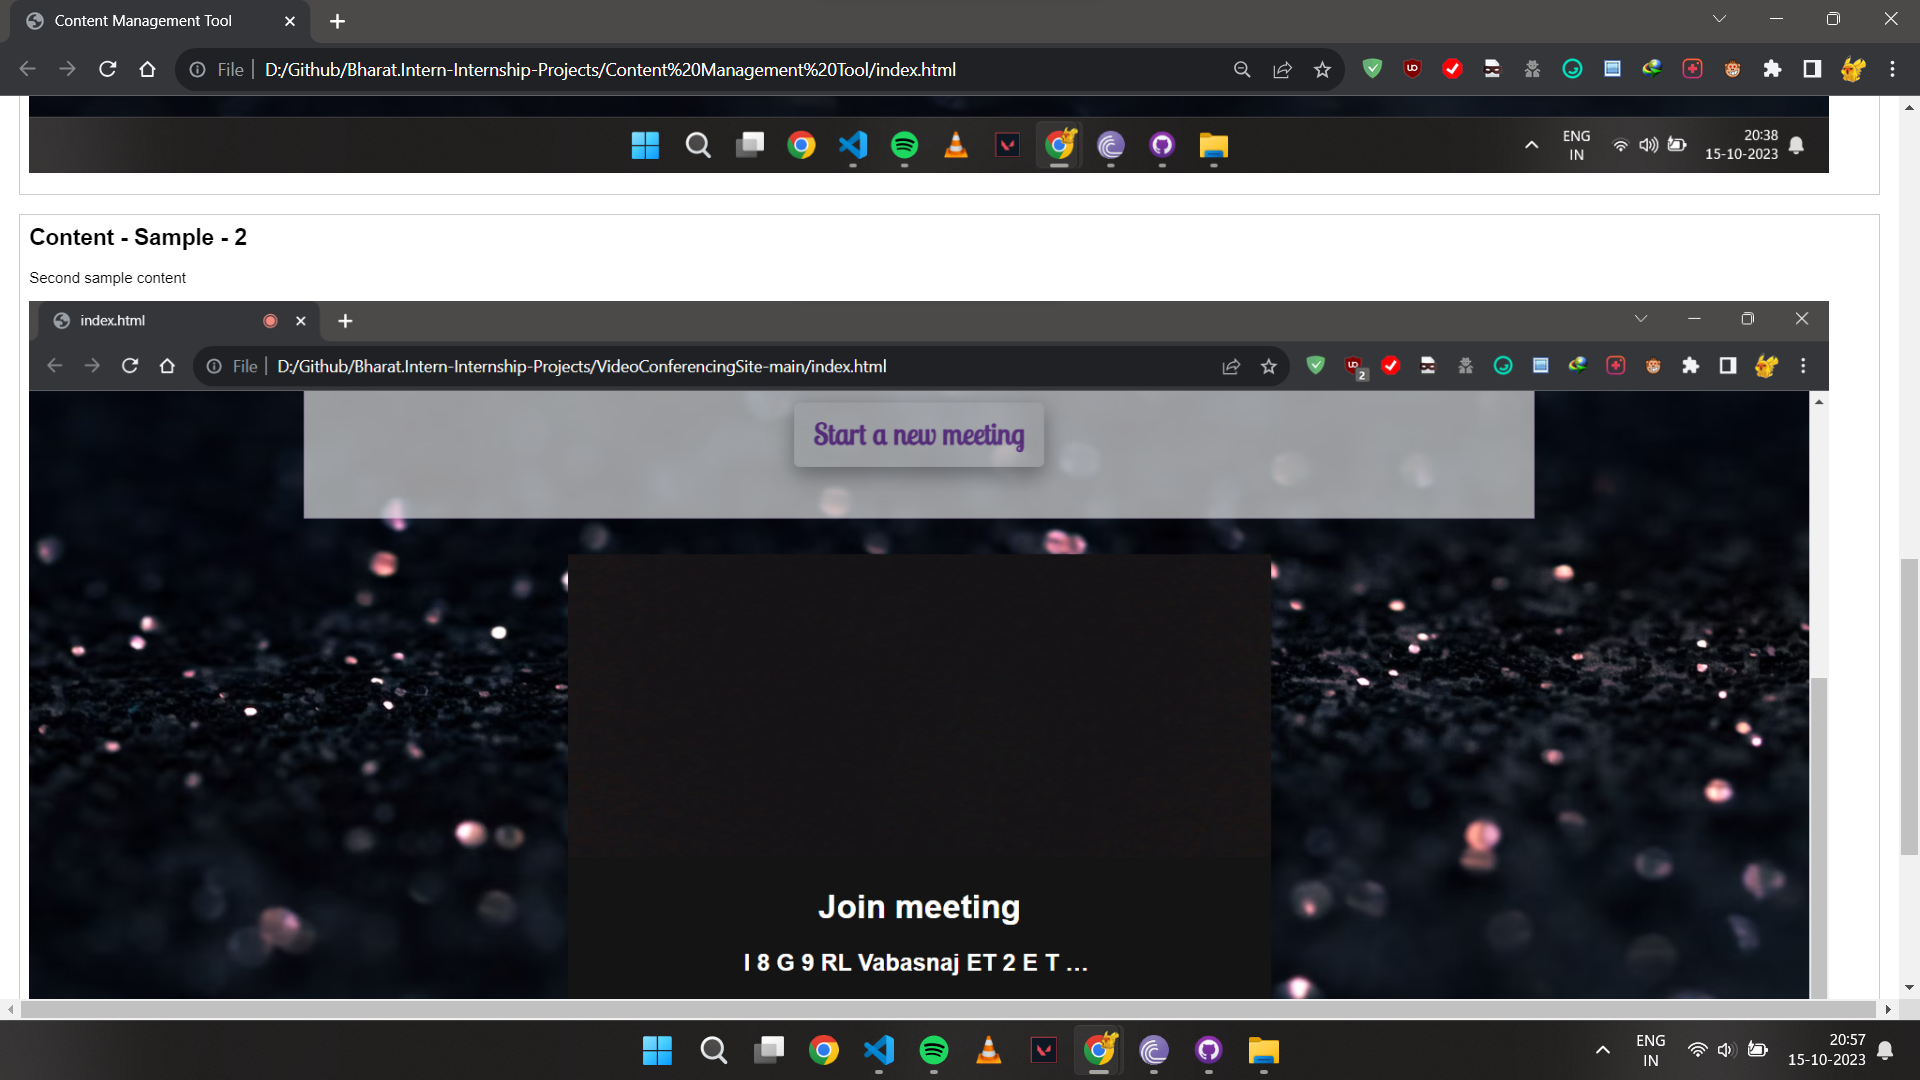 Content Management Tool
File D:/Github/Bharat.Intern-Internship-Projects/Content%20Management%20Tool/index.html
ENG
IN
20:38
15-10-2023
Content - Sample - 2
Second sample content
index.html
File D:/Github/Bharat.Intern-Internship-Projects/VideoConferencingSite-main/index.html
2
Start a new meeting
Join meeting
I 8 G 9 RL Vabasnaj ET 2 E T ...
ENG
IN
20:57
15-10-2023